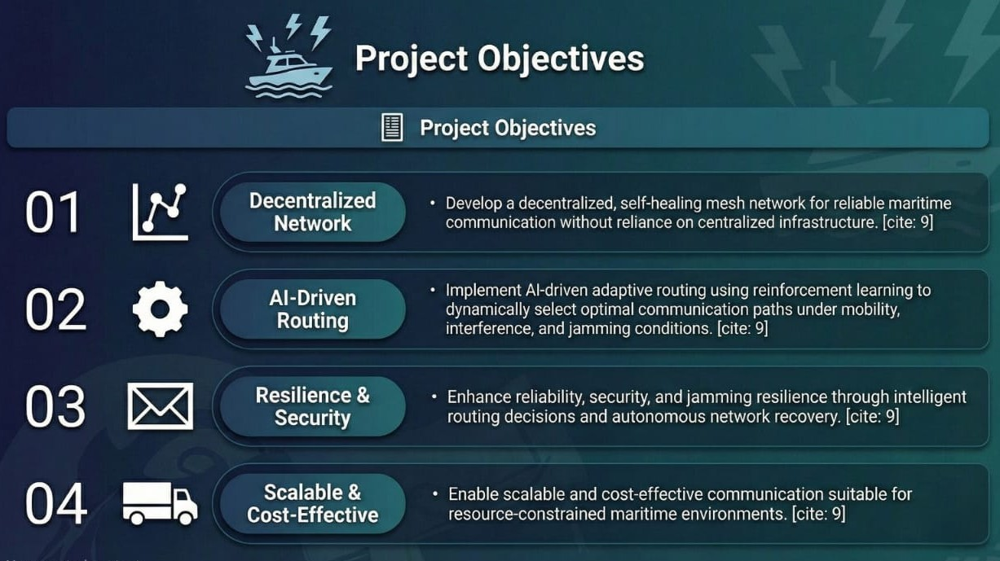 Project Objectives
Project Objectives
01
Decentralized
Network
• Develop a decentralized, self-healing mesh network for reliable maritime
communication without reliance on centralized infrastructure. [cite: 9]
02
AI-Driven
Routing
• Implement AI-driven adaptive routing using reinforcement learning to
dynamically select optimal communication paths under mobility,
interference, and jamming conditions. [cite: 9]
03
Resilience &
Security
• Enhance reliability, security, and jamming resilience through intelligent
routing decisions and autonomous network recovery. [cite: 9]
04
Scalable &
Cost-Effective
• Enable scalable and cost-effective communication suitable for
resource-constrained maritime environments. [cite: 9]